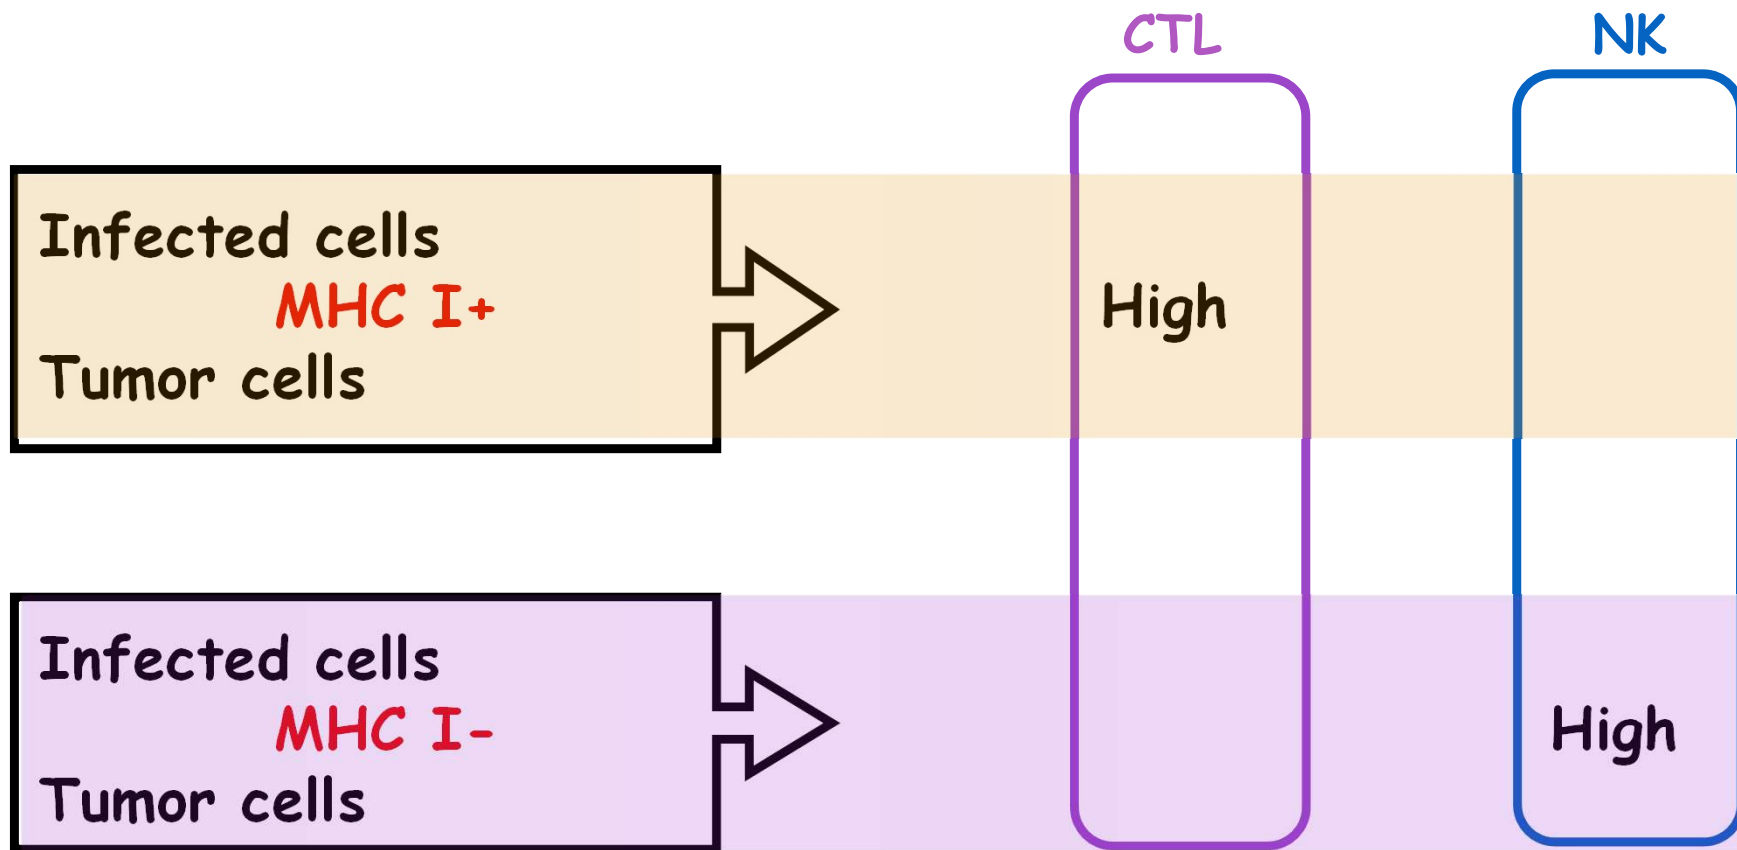 CTL NK
Infected cells
MHC I+
High
Tumor cells
Infected cells
MHC I-
High
Tumor cells